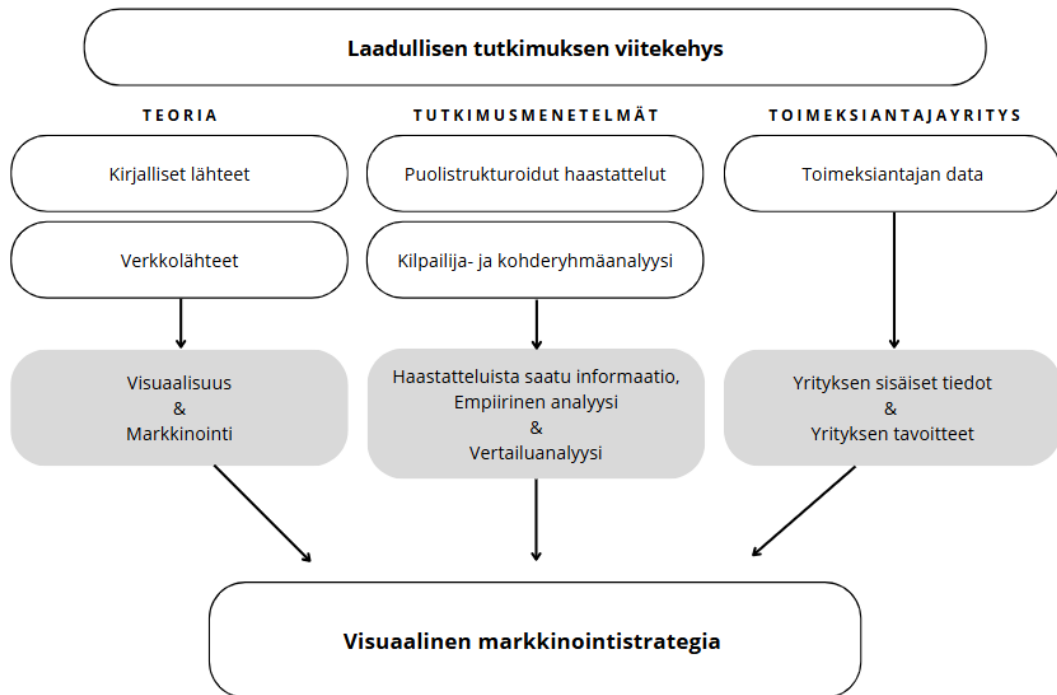 Laadullisen tutkimuksen viitekehys
TEORIA
TUTKIMUSMENETELMÄT
TOIMEKSIANTAJAYRITYS
Kirjalliset lähteet
Puolistrukturoidut haastattelut
Toimeksiantajan data
Verkkolähteet
Kilpailija- ja kohderyhmäanalyysi
Visuaalisuus
&
Markkinointi
Haastatteluista saatu informaatio,
Empiirinen analyysi
&
Vertailuanalyysi
Yrityksen sisäiset tiedot
&
Yrityksen tavoitteet
Visuaalinen markkinointistrategia